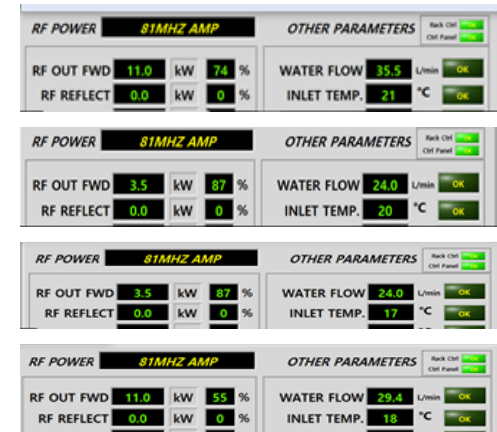 RF POWER 81MHZ AMP OTHER PARAMETERS Rack Ctrl
Ctrl Panel
RF OUT FWD 11.0 kW 74 % WATER FLOW 35.5 L/min OK
RF REFLECT 0.0 kW 0 % INLET TEMP. 21 °C OK
RF POWER 81MHZ AMP OTHER PARAMETERS Rack Ctrl
Ctrl Panel
RF OUT FWD 3.5 kW 87 % WATER FLOW 24.0 L/min OK
RF REFLECT 0.0 kW 0 % INLET TEMP. 20 °C OK
RF POWER 81MHZ AMP OTHER PARAMETERS Rack Ctrl
Ctrl Panel
RF OUT FWD 3.5 kW 87 % WATER FLOW 24.0 L/min OK
RF REFLECT 0.0 kW 0 % INLET TEMP. 17 °C OK
RF POWER 81MHZ AMP OTHER PARAMETERS Rack Ctrl
Ctrl Panel
RF OUT FWD 11.0 kW 55 % WATER FLOW 29.4 L/min OK
RF REFLECT 0.0 kW 0 % INLET TEMP. 18 °C OK